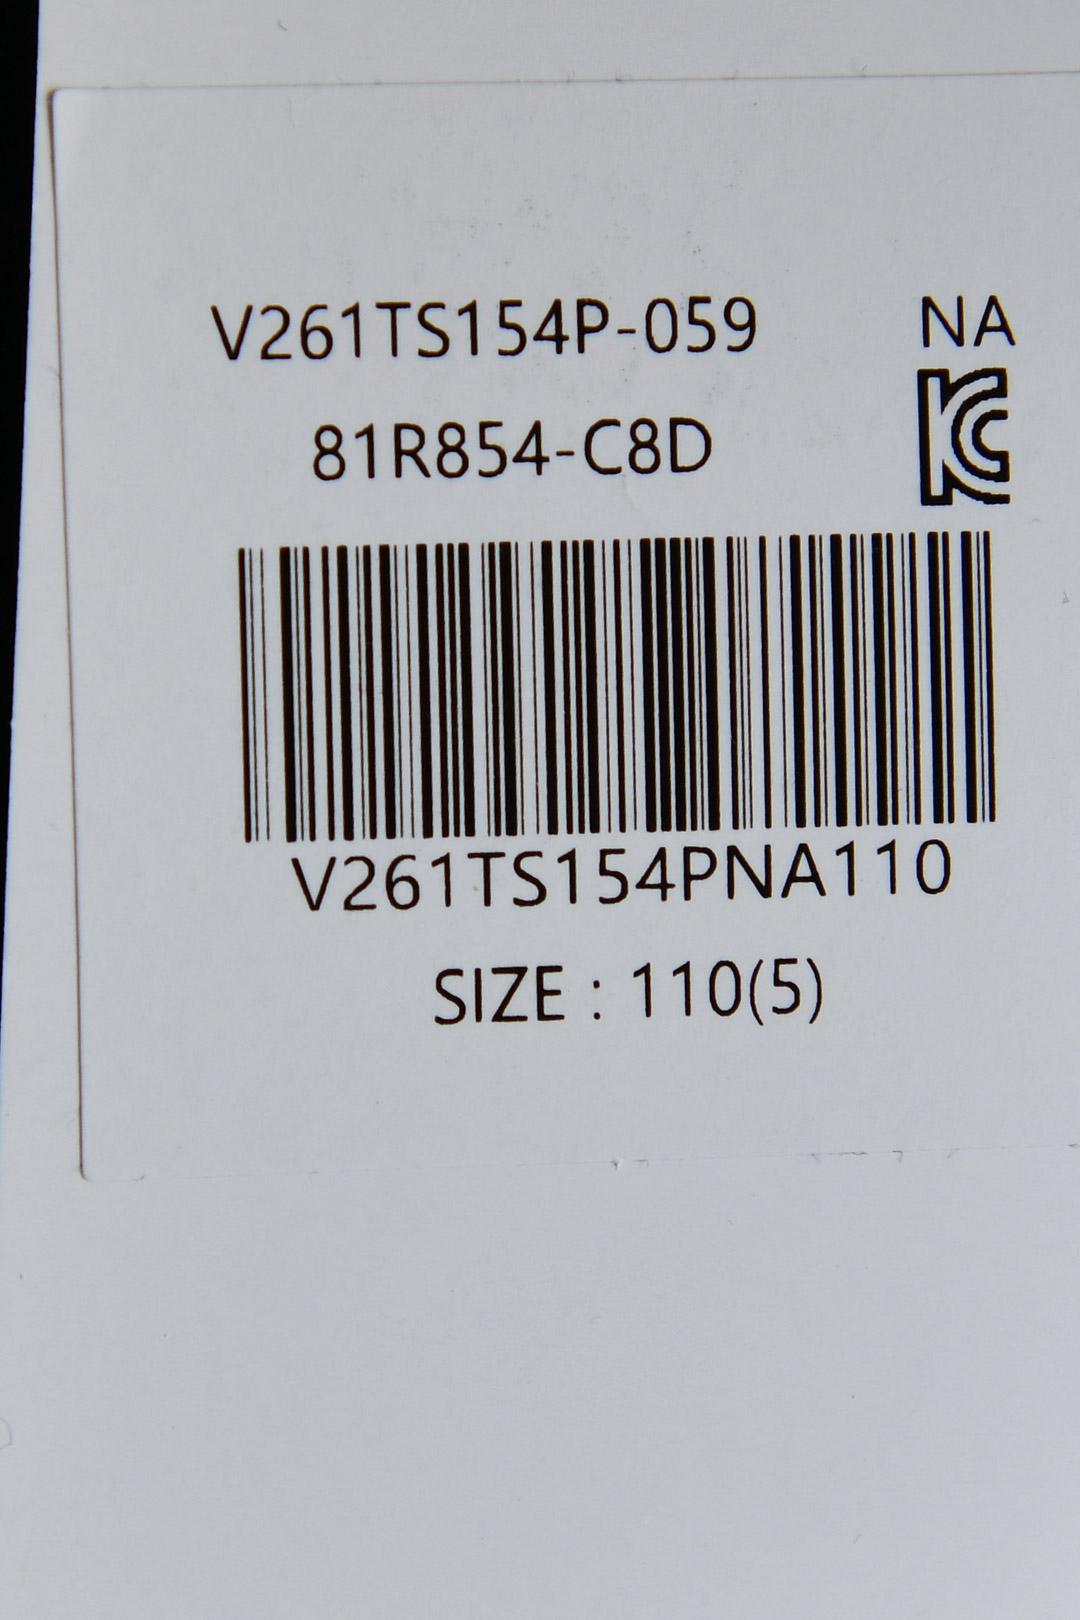 V261TS154P-059 NA
81R854-C8D
V261TS154PNA110
SIZE : 110(5)